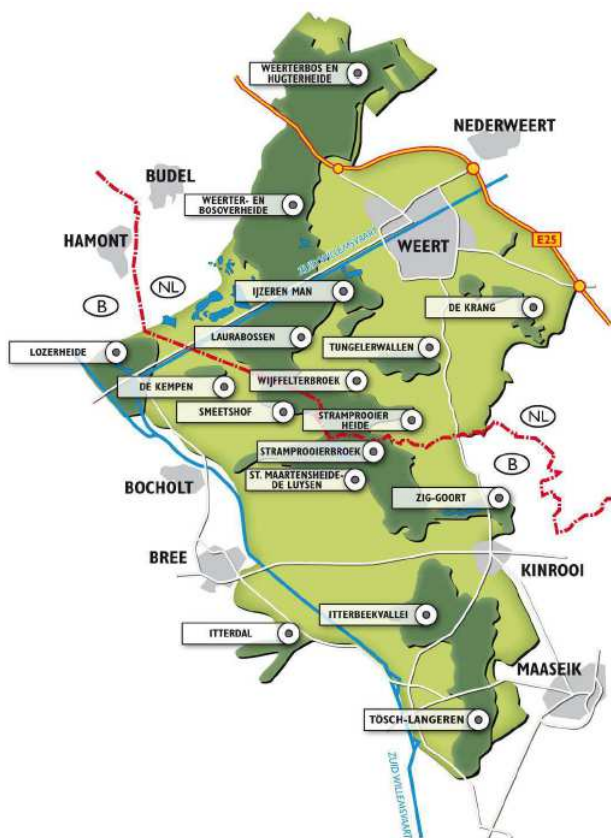 WEERTERBOS EN
HUGTERHEIDE
NEDERWEERT
BUDEL
WEERTER- EN
BOSOVERHEIDE
HAMONT
ZUID WILLEMSVAART
WEERT
E25
B
NL
IJZEREN MAN
DE KRANG
LAURABOSSEN
TUNGELERWALLEN
LOZERHEIDE
DE KEMPEN
WIJFFELTERBROEK
SMEETSHOF
STRAMPROOIER
HEIDE
NL
STRAMPROOIERBROEK
B
BOCHOLT
ST. MAARTENSHEIDE-
DE LUYSEN
ZIG-GOORT
BREE
KINROOI
ITTERBEEKVALLEI
ITTERDAL
MAASEIK
TÖSCH-LANGEREN
ZUID WILLEMSVAART